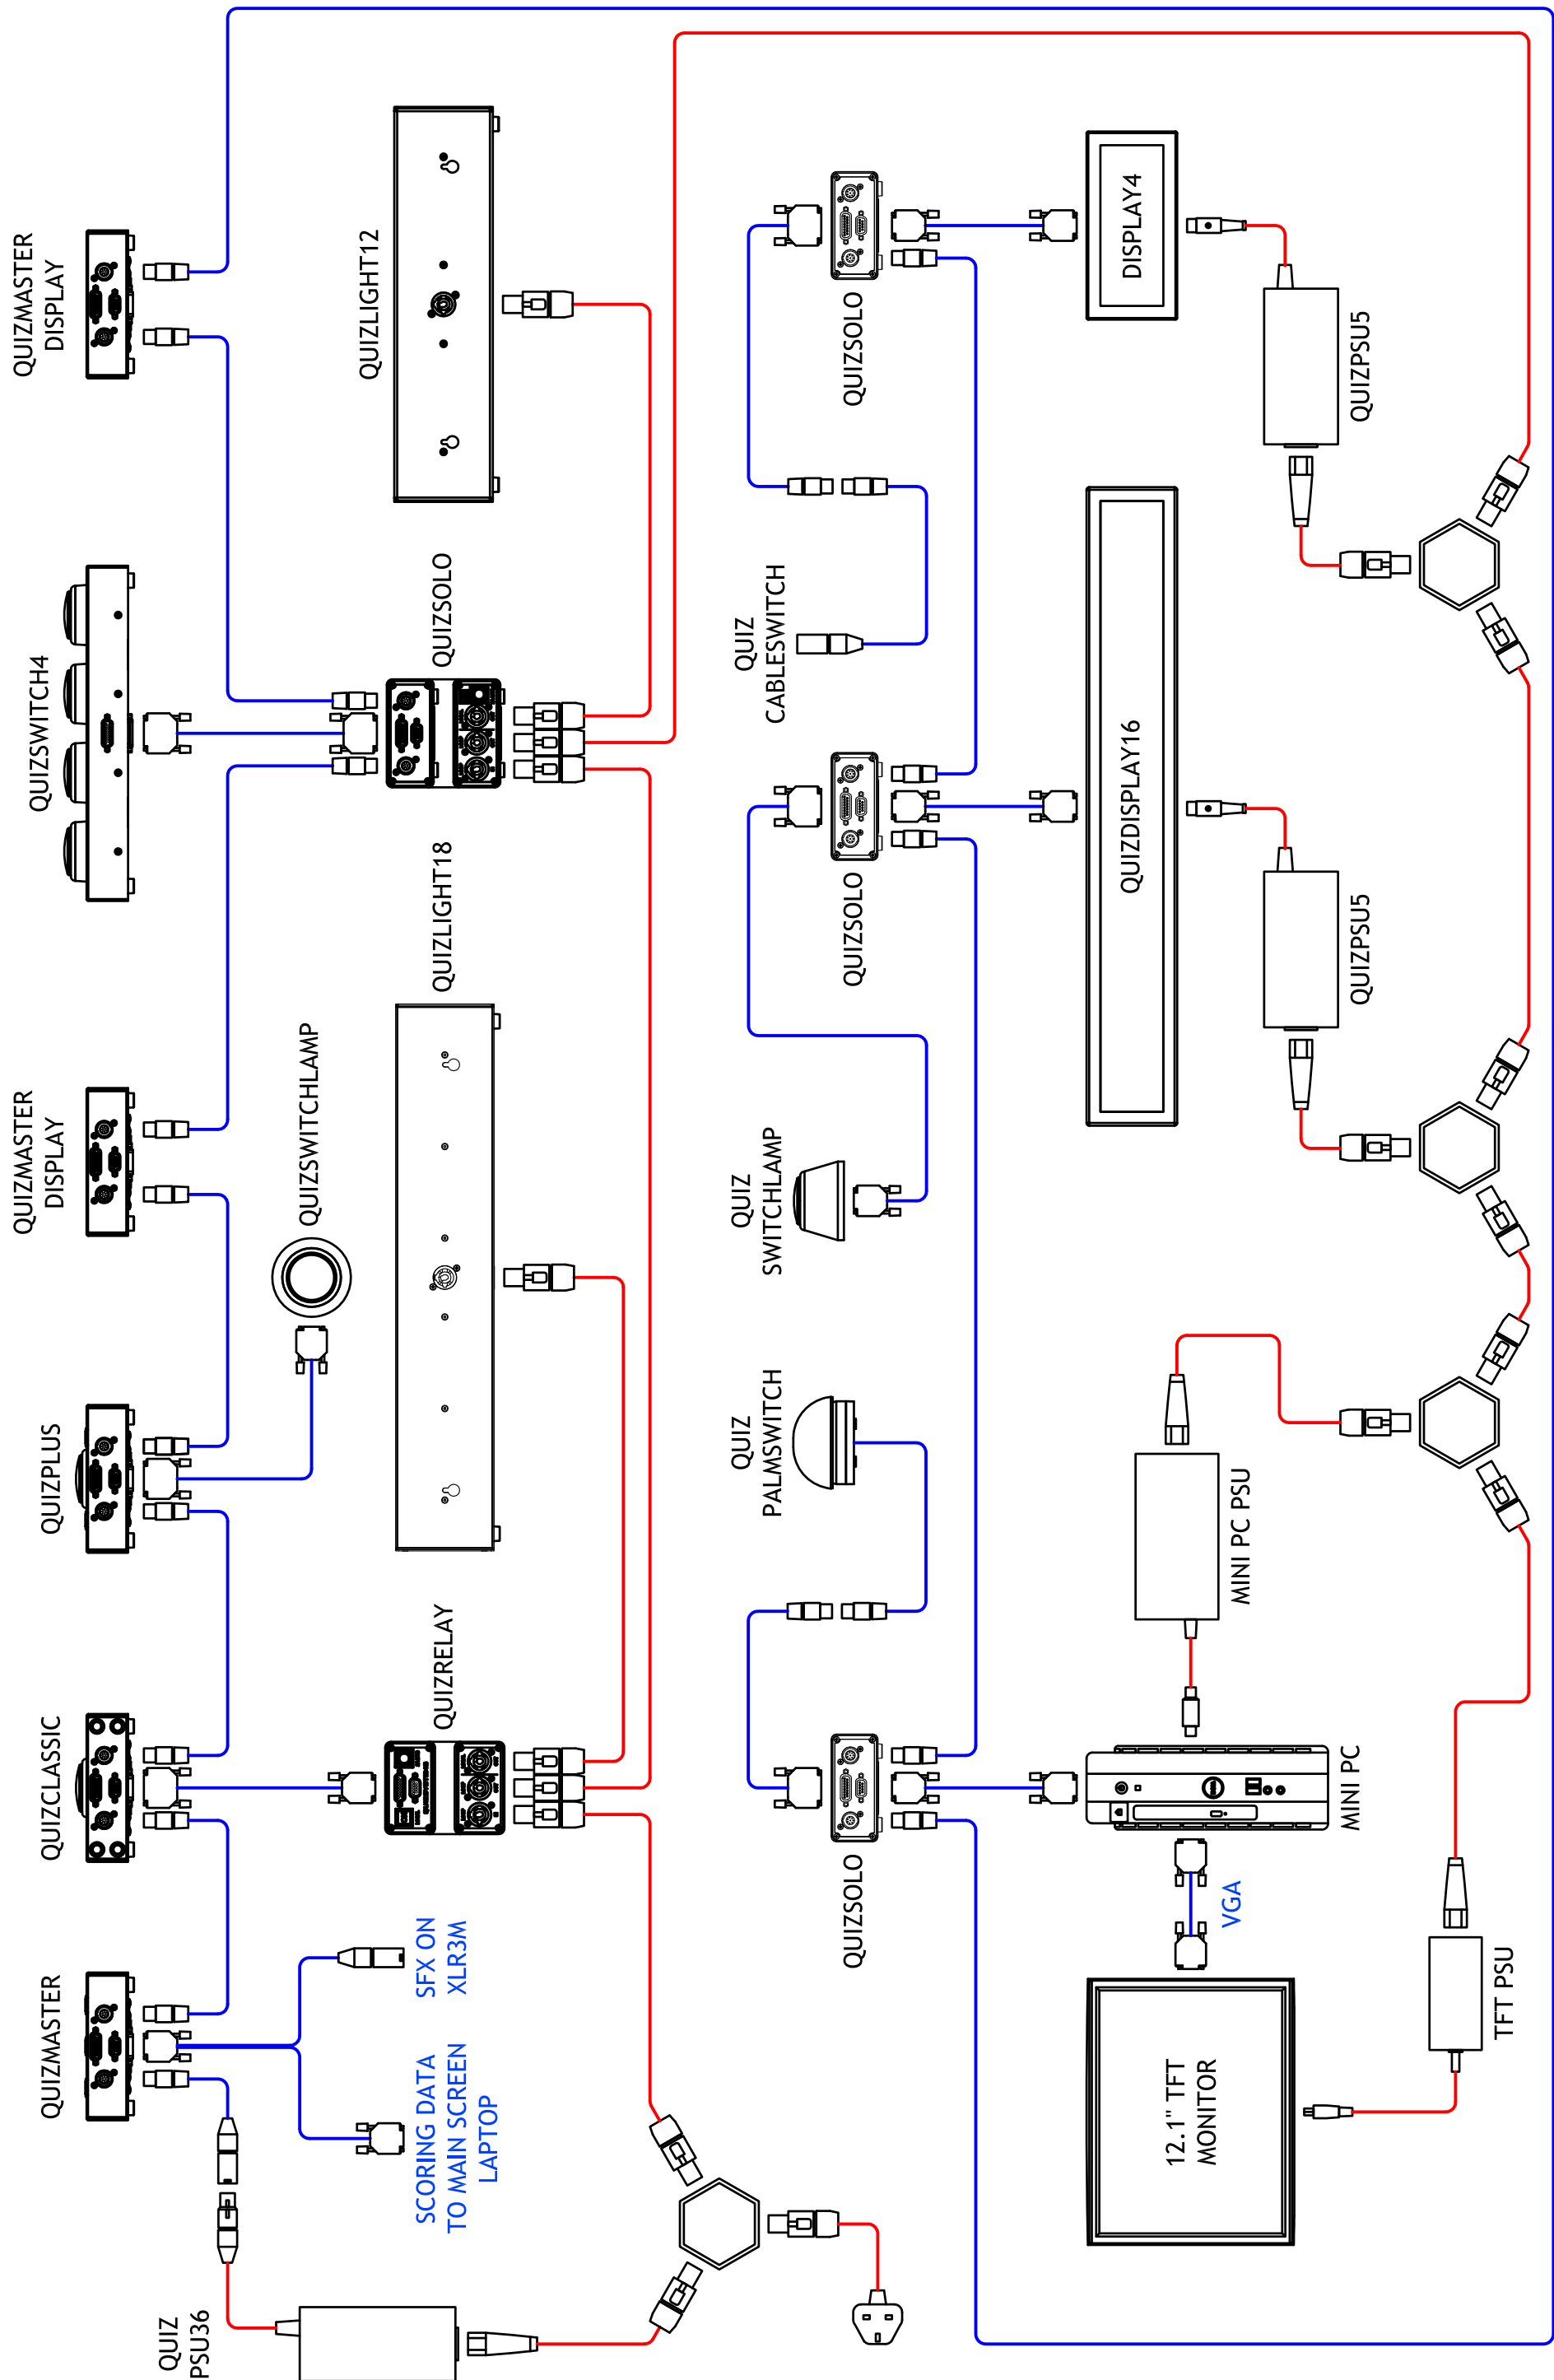 QUIZMASTER
QUIZCLASSIC
QUIZPLUS
QUIZMASTER
DISPLAY
QUIZSWITCH4
QUIZMASTER
DISPLAY
QUIZ
PSU36
QUIZSWITCHLAMP
QUIZLIGHT12
SCORING DATA
TO MAIN SCREEN
LAPTOP
SFX ON
XLR3M
QUIZRELAY
QUIZLIGHT18
QUIZSOLO
QUIZ
PALMSWITCH
QUIZ
SWITCHLAMP
QUIZ
CABLESWITCH
QUIZSOLO
QUIZSOLO
QUIZSOLO
12.1" TFT
MONITOR
VGA
MINI PC PSU
QUIZDISPLAY16
DISPLAY4
MINI PC
QUIZPSU5
QUIZPSU5
TFT PSU